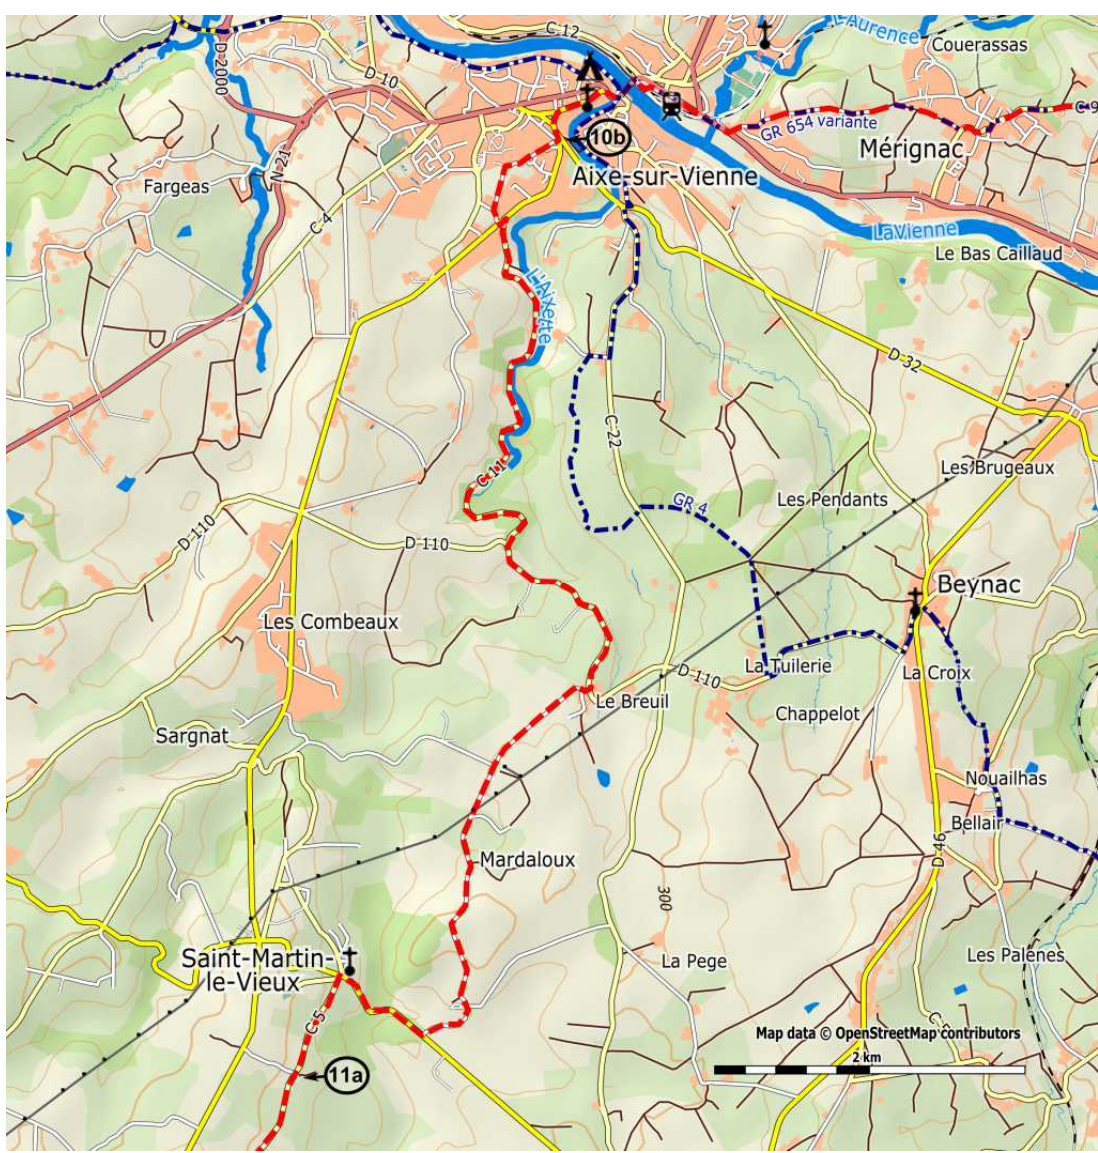 C 12
L'Aurence
Couerassas
D 2000
D 10
C 9
GR 654 variante
10b
Mérignac
Aixe-sur-Vienne
Fargeas
N 21
C 4
LaVienne
Le Bas Caillaud
L'Aixette
D 32
C 22
C 11
Les Brugeaux
Les Pendants
GR 4
D 110
D 110
Beynac
Les Combeaux
La Tuilerie
D 110
La Croix
Le Breuil
Chappelot
Sargnat
Nouailhas
Bellair
D 46
Mardaloux
300
Saint-Martin-
le-Vieux
La Pege
Les Palenes
C 5
Map data © OpenStreetMap contributors
2 km
11a